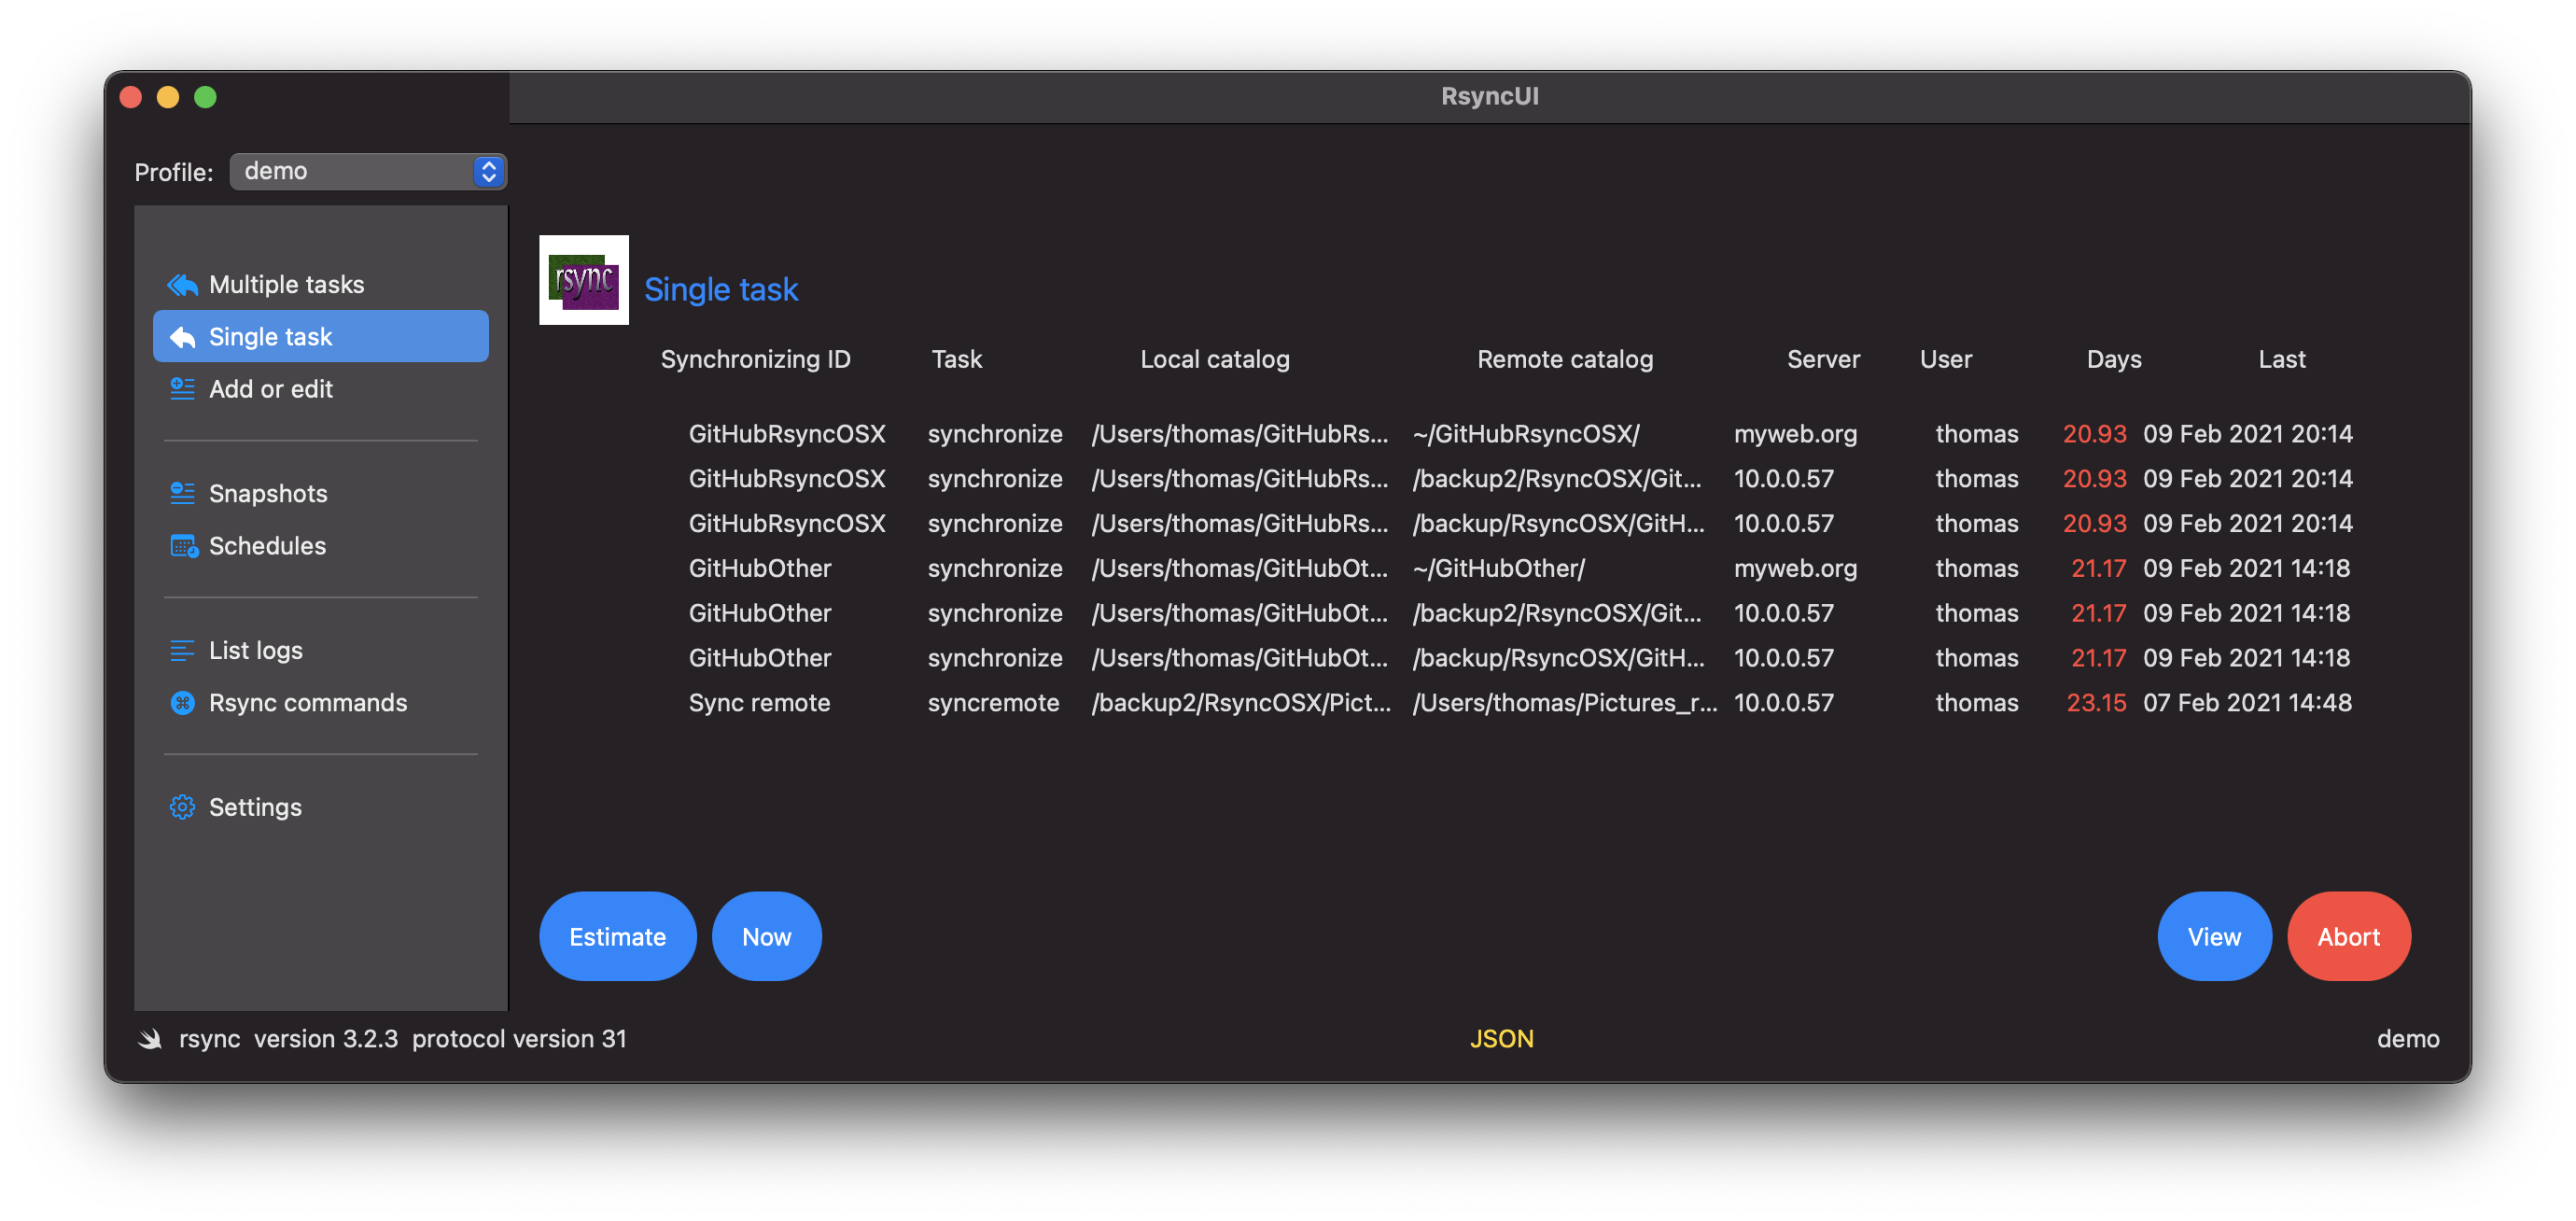 RsyncUI
Profile: demo
Multiple tasks
Single task
Add or edit
Snapshots
Schedules
List logs
Rsync commands
Settings
rsync
Single task
Synchronizing ID Task Local catalog Remote catalog Server User Days Last
GitHubRsyncOSX synchronize /Users/thomas/GitHubRs... ~/GitHubRsyncOSX/ myweb.org thomas 20.93 09 Feb 2021 20:14
GitHubRsyncOSX synchronize /Users/thomas/GitHubRs... /backup2/RsyncOSX/Git... 10.0.0.57 thomas 20.93 09 Feb 2021 20:14
GitHubRsyncOSX synchronize /Users/thomas/GitHubRs... /backup/RsyncOSX/GitH... 10.0.0.57 thomas 20.93 09 Feb 2021 20:14
GitHubOther synchronize /Users/thomas/GitHubOt... ~/GitHubOther/ myweb.org thomas 21.17 09 Feb 2021 14:18
GitHubOther synchronize /Users/thomas/GitHubOt... /backup2/RsyncOSX/Git... 10.0.0.57 thomas 21.17 09 Feb 2021 14:18
GitHubOther synchronize /Users/thomas/GitHubOt... /backup/RsyncOSX/GitH... 10.0.0.57 thomas 21.17 09 Feb 2021 14:18
Sync remote syncremote /backup2/RsyncOSX/Pict... /Users/thomas/Pictures_r... 10.0.0.57 thomas 23.15 07 Feb 2021 14:48
Estimate Now View Abort
rsync version 3.2.3 protocol version 31 JSON demo